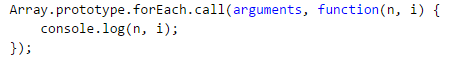 Array.prototype.forEach.call(arguments, function(n, i) {
    console.log(n, i);
});